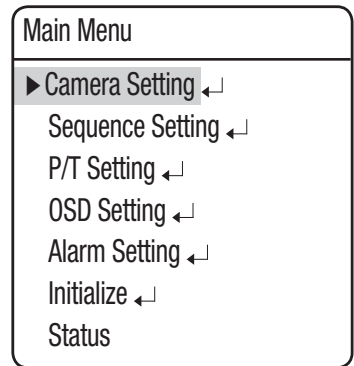 Main Menu
▶Camera Setting ↵
Sequence Setting ↵
P/T Setting ↵
OSD Setting ↵
Alarm Setting ↵
Initialize ↵
Status